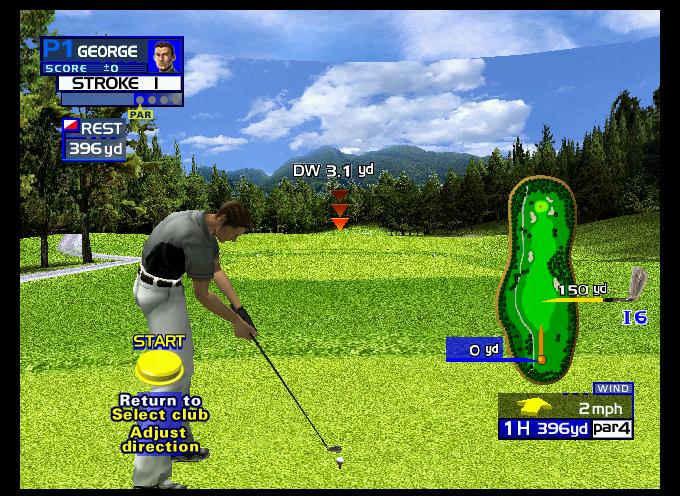 P1 GEORGE
SCORE ±0
STROKE 1
PAR
REST
396yd
DW 3.1 yd
150 yd
I6
0 yd
START
Return to
Select club
Adjust
direction
WIND
2mph
1H 396yd par4